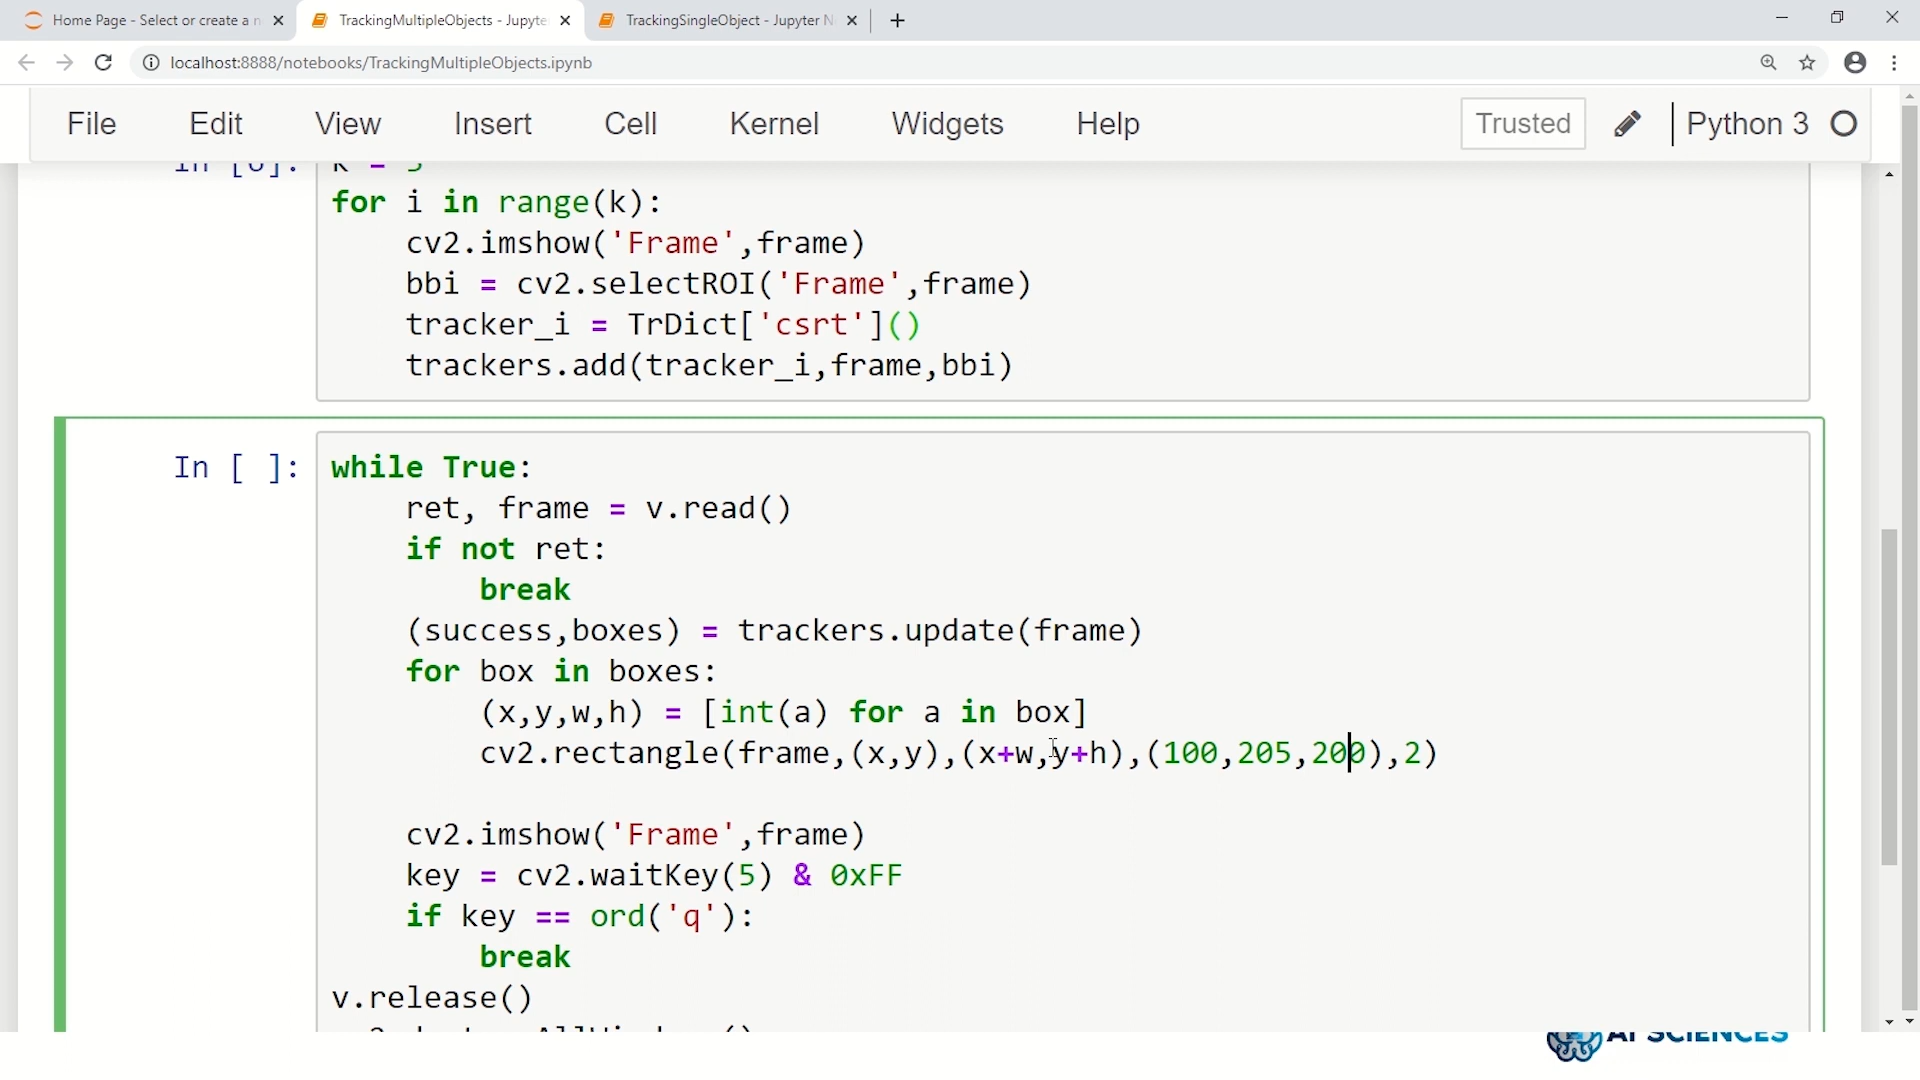 Home Page - Select or create a n
TrackingMultipleObjects - Jupyte
TrackingSingleObject - Jupyter N
localhost:8888/notebooks/TrackingMultipleObjects.ipynb
File Edit View Insert Cell Kernel Widgets Help Trusted Python 3
for i in range(k):
    cv2.imshow('Frame',frame)
    bbi = cv2.selectROI('Frame',frame)
    tracker_i = TrDict['csrt']()
    trackers.add(tracker_i,frame,bbi)
In [ ]: while True:
    ret, frame = v.read()
    if not ret:
        break
    (success,boxes) = trackers.update(frame)
    for box in boxes:
        (x,y,w,h) = [int(a) for a in box]
        cv2.rectangle(frame,(x,y),(x+w,y+h),(100,205,200),2)
    cv2.imshow('Frame',frame)
    key = cv2.waitKey(5) & 0xFF
    if key == ord('q'):
        break
v.release()
AI SCIENCES